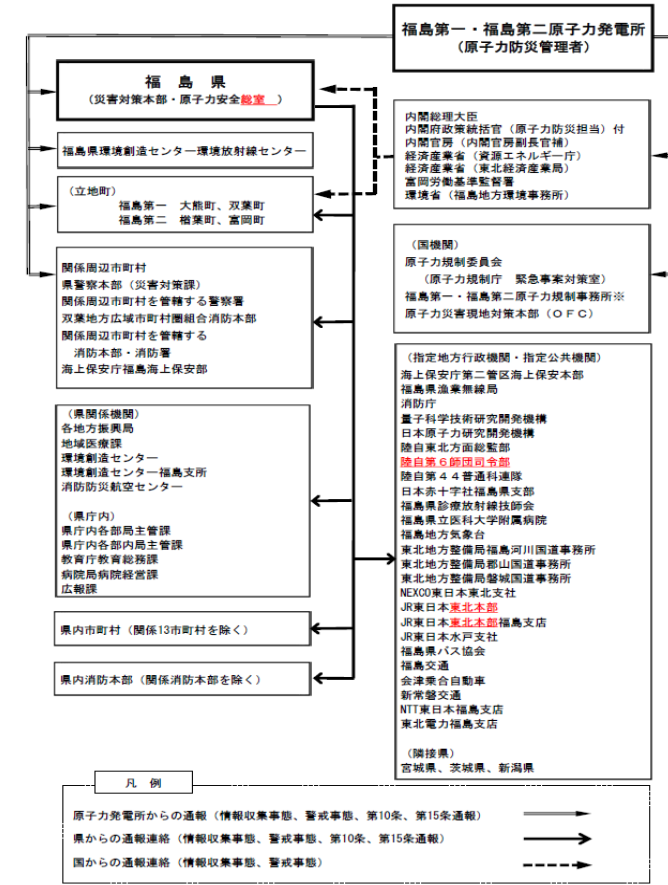 福島第一・福島第二原子力発電所
（原子力防災管理者）
福　島　県
（災害対策本部・原子力安全総室　）
福島県環境創造センター環境放射線センター
（立地町）
福島第一　大熊町、双葉町
福島第二　楢葉町、富岡町
関係周辺市町村
県警察本部（災害対策課）
関係周辺市町村を管轄する警察署
双葉地方広域市町村圏組合消防本部
関係周辺市町村を管轄する
消防本部・消防署
海上保安庁福島海上保安部
（県関係機関）
各地方振興局
地域医療課
環境創造センター
環境創造センター福島支所
消防防災航空センター
（県庁内）
県庁内各部局主管課
県庁内各部内局主管課
教育庁教育総務課
病院局病院経営課
広報課
県内市町村（関係13市町村を除く）
県内消防本部（関係消防本部を除く）
内閣総理大臣
内閣府政策統括官（原子力防災担当）付
内閣官房（内閣官房副長官補）
経済産業省（資源エネルギー庁）
経済産業省（東北経済産業局）
富岡労働基準監督署
環境省（福島地方環境事務所）
（国機関）
原子力規制委員会
（原子力規制庁　緊急事案対策室）
福島第一・福島第二原子力規制事務所※
原子力災害現地対策本部（ＯＦＣ）
（指定地方行政機関・指定公共機関）
海上保安庁第二管区海上保安本部
福島県漁業無線局
消防庁
量子科学技術研究開発機構
日本原子力研究開発機構
陸自東北方面総監部
陸自第６師団司令部
陸自第４４普通科連隊
日本赤十字社福島県支部
福島県診療放射線技師会
福島県立医科大学附属病院
福島地方気象台
東北地方整備局福島河川国道事務所
東北地方整備局郡山国道事務所
東北地方整備局磐城国道事務所
NEXCO東日本東北支社
JR東日本東北本部
JR東日本東北本部福島支店
JR東日本水戸支社
福島県バス協会
福島交通
会津乗合自動車
新常磐交通
NTT東日本福島支店
東北電力福島支店
（隣接県）
宮城県、茨城県、新潟県
凡　例
原子力発電所からの通報（情報収集事態、警戒事態、第10条、第15条通報）
県からの通報連絡（情報収集事態、警戒事態、第10条、第15条通報）
国からの通報連絡（情報収集事態、警戒事態）